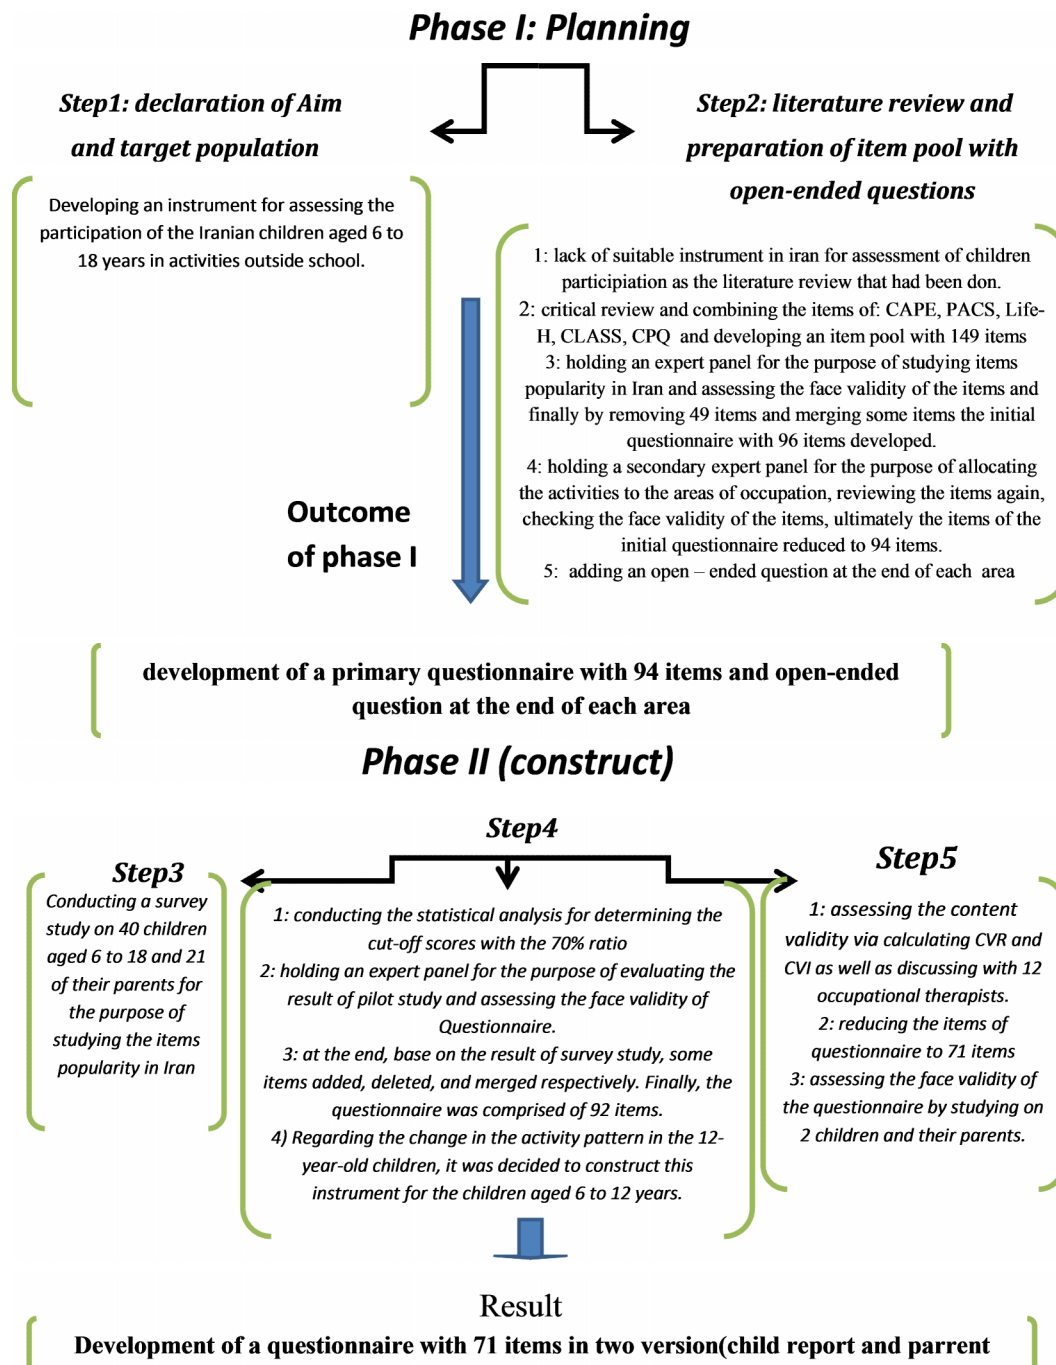 Phase I: Planning
Step1: declaration of Aim
and target population
Developing an instrument for assessing the
participation of the Iranian children aged 6 to
18 years in activities outside school.
Step2: literature review and
preparation of item pool with
open-ended questions
1: lack of suitable instrument in iran for assessment of children
participiation as the literature review that had been don.
2: critical review and combining the items of: CAPE, PACS, Life-
H, CLASS, CPQ and developing an item pool with 149 items
3: holding an expert panel for the purpose of studying items
popularity in Iran and assessing the face validity of the items and
finally by removing 49 items and merging some items the initial
questionnaire with 96 items developed.
4: holding a secondary expert panel for the purpose of allocating
the activities to the areas of occupation, reviewing the items again,
checking the face validity of the items, ultimately the items of the
initial questionnaire reduced to 94 items.
5: adding an open – ended question at the end of each area
Outcome
of phase I
development of a primary questionnaire with 94 items and open-ended
question at the end of each area
Phase II (construct)
Step3
Conducting a survey
study on 40 children
aged 6 to 18 and 21
of their parents for
the purpose of
studying the items
popularity in Iran
Step4
1: conducting the statistical analysis for determining the
cut-off scores with the 70% ratio
2: holding an expert panel for the purpose of evaluating the
result of pilot study and assessing the face validity of
Questionnaire.
3: at the end, base on the result of survey study, some
items added, deleted, and merged respectively. Finally, the
questionnaire was comprised of 92 items.
4) Regarding the change in the activity pattern in the 12-
year-old children, it was decided to construct this
instrument for the children aged 6 to 12 years.
Step5
1: assessing the content
validity via calculating CVR and
CVI as well as discussing with 12
occupational therapists.
2: reducing the items of
questionnaire to 71 items
3: assessing the face validity of
the questionnaire by studying on
2 children and their parents.
Result
Development of a questionnaire with 71 items in two version(child report and parrent